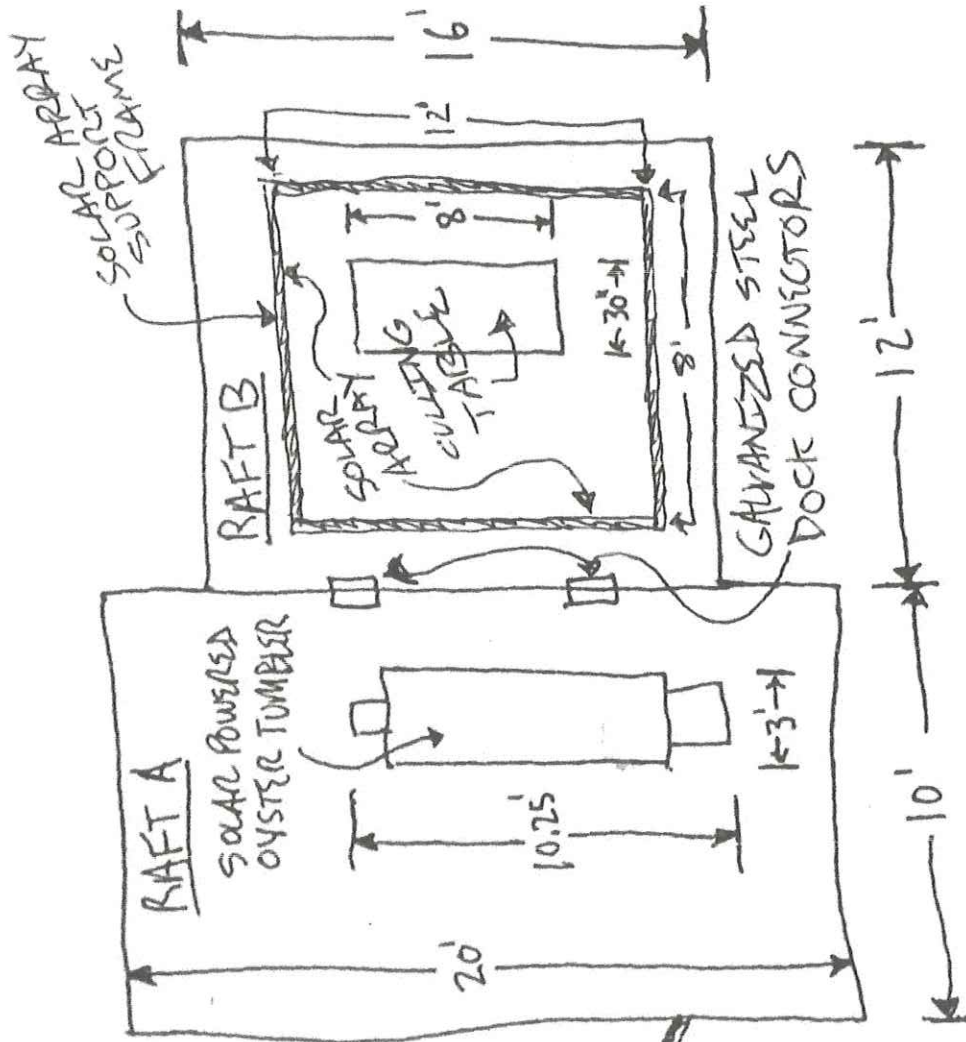 RAFT A
SOLAR POWERED
OYSTER TUMBLER
20'
10.25'
3'
10'
RAFT B
SOLAR ARRAY
SUPPORT
FRAME
SOLAR
ARRAY
CULLING
TABLE
8'
30"
12'
8'
16'
12'
GALVANIZED STEEL
DOCK CONNECTORS